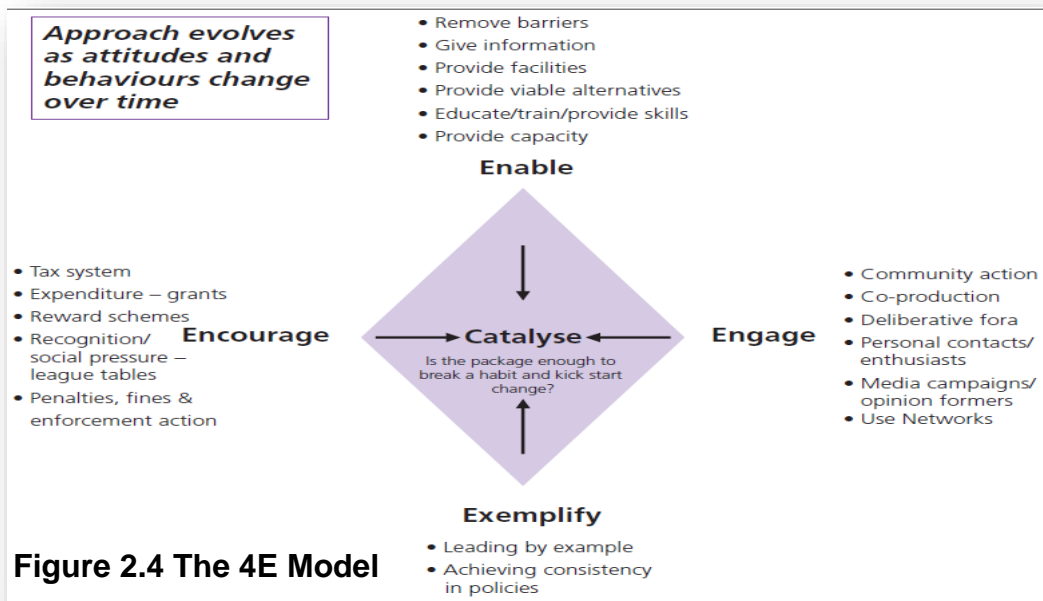 Approach evolves
as attitudes and
behaviours change
over time
• Remove barriers
• Give information
• Provide facilities
• Provide viable alternatives
• Educate/train/provide skills
• Provide capacity
Enable
• Tax system
• Expenditure – grants
• Reward schemes
• Recognition/
social pressure –
league tables
• Penalties, fines &
enforcement action
Encourage
Catalyse
Is the package enough to
break a habit and kick start
change?
Engage
• Community action
• Co-production
• Deliberative fora
• Personal contacts/
enthusiasts
• Media campaigns/
opinion formers
• Use Networks
Exemplify
• Leading by example
• Achieving consistency
in policies
Figure 2.4 The 4E Model